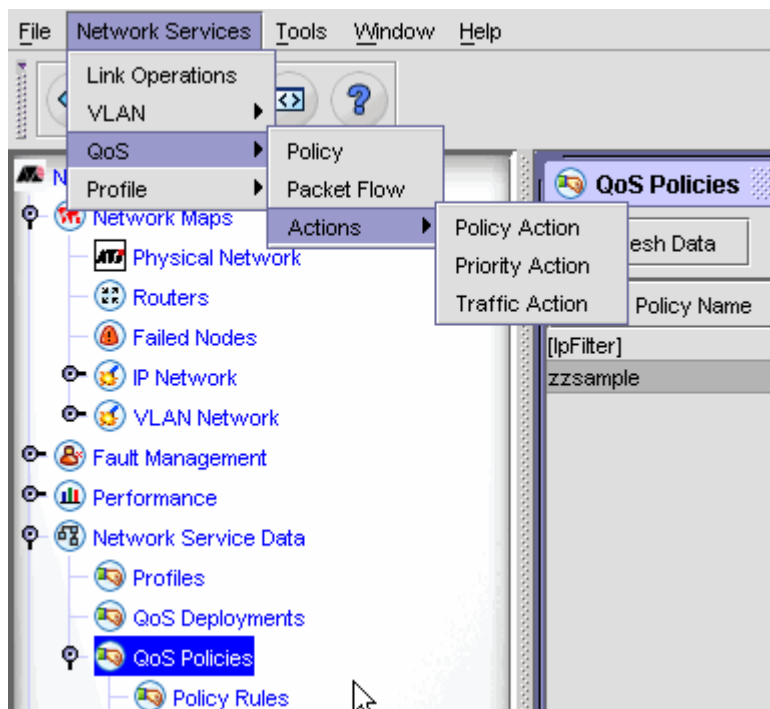 File Network Services Tools Window Help
Link Operations
VLAN
QoS
Profile
Policy
Packet Flow
Actions
Policy Action
Priority Action
Traffic Action
N
Network Maps
Physical Network
Routers
Failed Nodes
IP Network
VLAN Network
Fault Management
Performance
Network Service Data
Profiles
QoS Deployments
QoS Policies
Policy Rules
QoS Policies
esh Data
Policy Name
[IpFilter]
zzsample